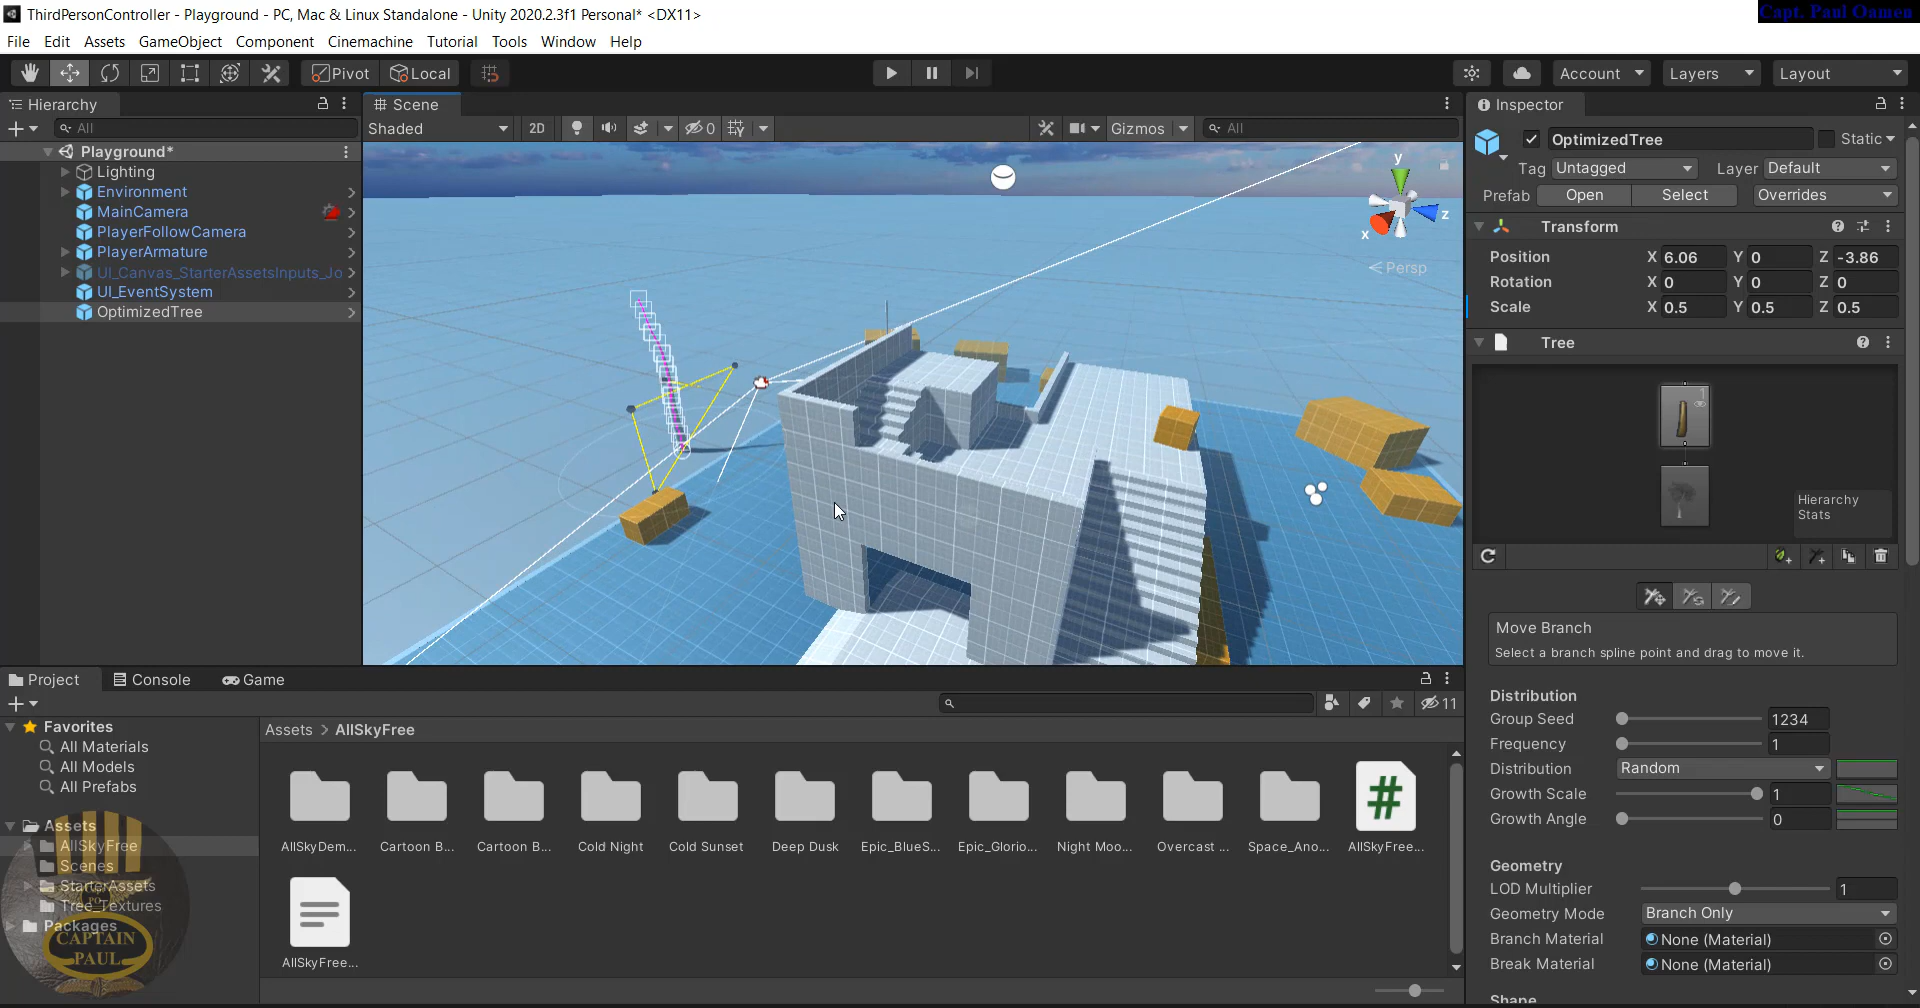 ThirdPersonController - Playground - PC, Mac & Linux Standalone - Unity 2020.2.3f1 Personal* <DX11>
Capt. Paul Oamen
File Edit Assets GameObject Component Cinemachine Tutorial Tools Window Help
Pivot Local Account Layers Layout
Hierarchy
All
Playground*
Lighting
Environment
MainCamera
PlayerFollowCamera
PlayerArmature
UI_Canvas_StarterAssetsInputs_Jo
UI_EventSystem
OptimizedTree
Scene
Shaded 2D 0 Gizmos All
y
z
x
Persp
Inspector
OptimizedTree Static
Tag Untagged Layer Default
Prefab Open Select Overrides
Transform
Position X 6.06 Y 0 Z -3.86
Rotation X 0 Y 0 Z 0
Scale X 0.5 Y 0.5 Z 0.5
Tree
1
Hierarchy
Stats
Move Branch
Select a branch spline point and drag to move it.
Distribution
Group Seed 1234
Frequency 1
Distribution Random
Growth Scale 1
Growth Angle 0
Geometry
LOD Multiplier 1
Geometry Mode Branch Only
Branch Material None (Material)
Break Material None (Material)
Shape
Project Console Game
11
Favorites
All Materials
All Models
All Prefabs
Assets
AllSkyFree
Scenes
StarterAssets
Tree_Textures
Packages
CAPTAIN
PAUL
Assets > AllSkyFree
AllSkyDem... Cartoon B... Cartoon B... Cold Night Cold Sunset Deep Dusk Epic_BlueS... Epic_Glorio... Night Moo... Overcast ... Space_Ano... AllSkyFree...
AllSkyFree...